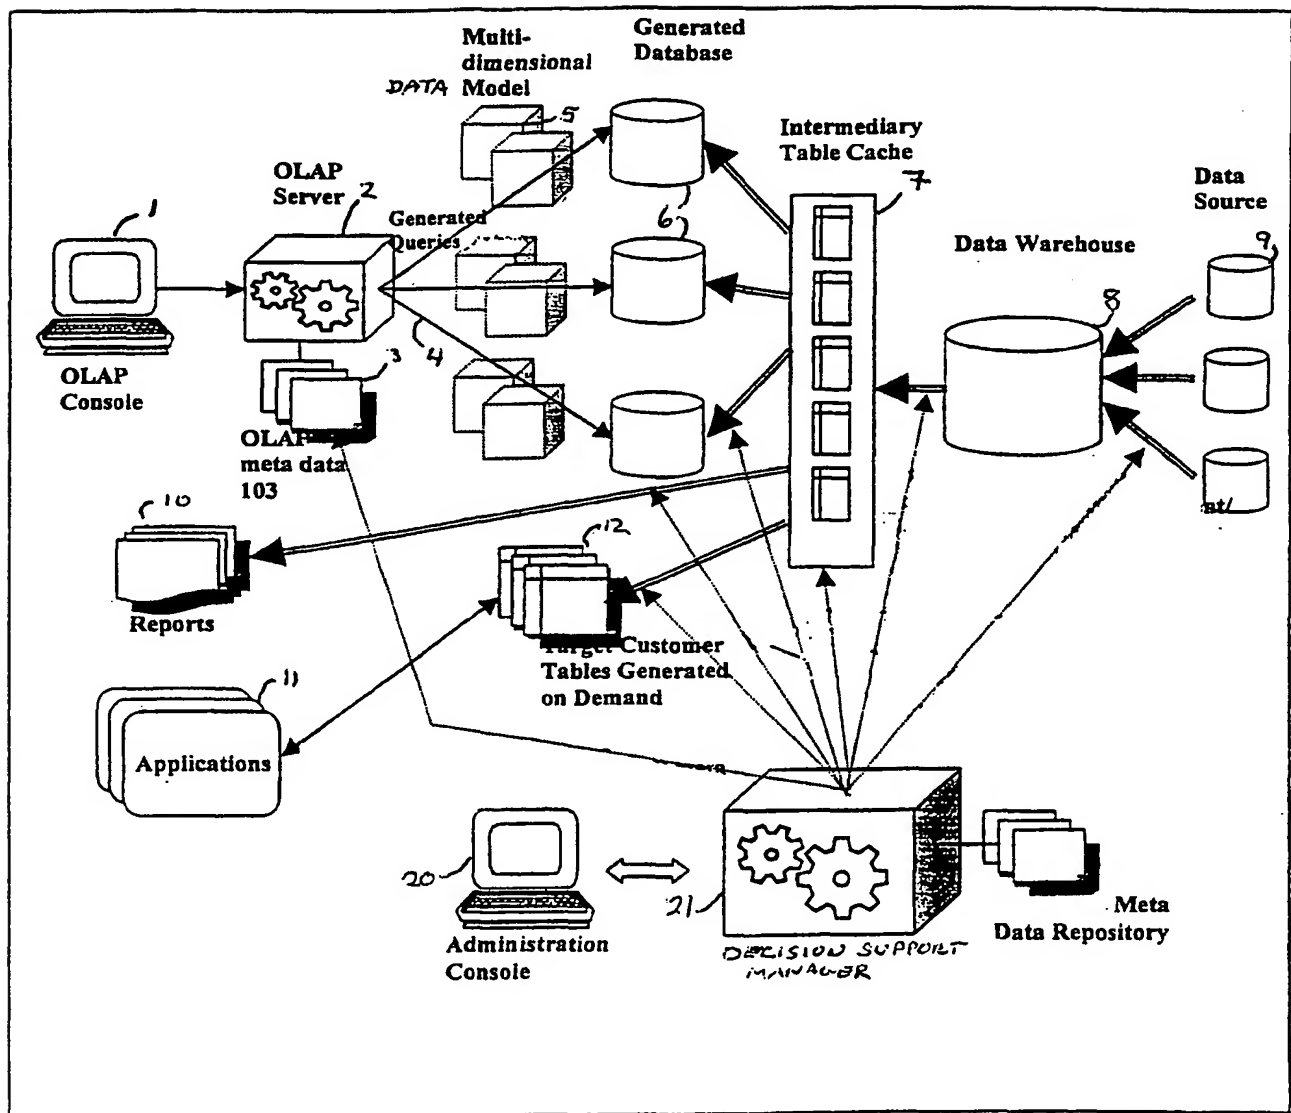 Multi-
dimensional
DATA Model
Generated
Database
5
Intermediary
Table Cache
7
OLAP
Server 2
Data
Source
9
1
Generated
Queries
6
Data Warehouse
8
4
3
OLAP
Console
OLAP
meta data
103
10
12
nt/
Reports
Target Customer
Tables Generated
on Demand
11
Applications
20
21
Administration
Console
DECISION SUPPORT
MANAGER
Meta
Data Repository